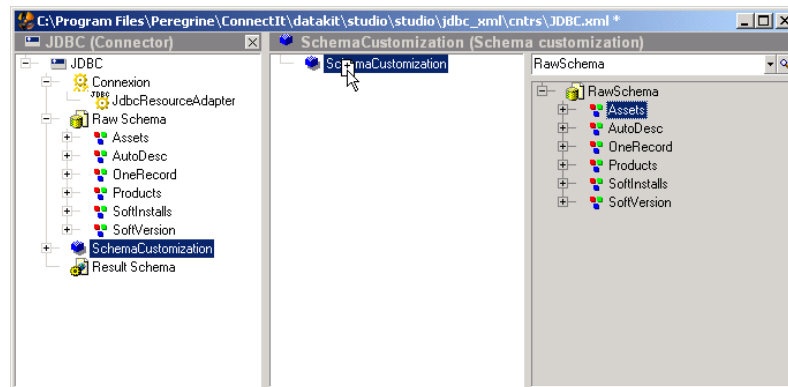 C:\Program Files\Peregrine\ConnectIt\datakit\studio\studio\jdbc_xml\cntrs\JDBC.xml *
JDBC (Connector)
JDBC
Connexion
JDBC
JdbcResourceAdapter
Raw Schema
Assets
AutoDesc
OneRecord
Products
SoftInstalls
SoftVersion
SchemaCustomization
Result Schema
SchemaCustomization (Schema customization)
SchemaCustomization
RawSchema
RawSchema
Assets
AutoDesc
OneRecord
Products
SoftInstalls
SoftVersion